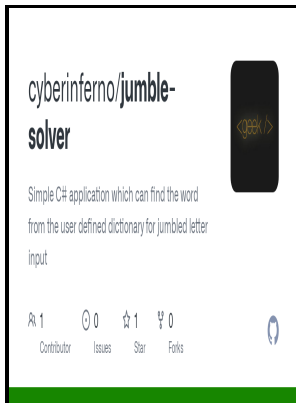 cyberinferno/jumble-
solver
<geek />
Simple C# application which can find the word
from the user defined dictionary for jumbled letter
input
1 0 1 0
Contributor Issues Star Forks